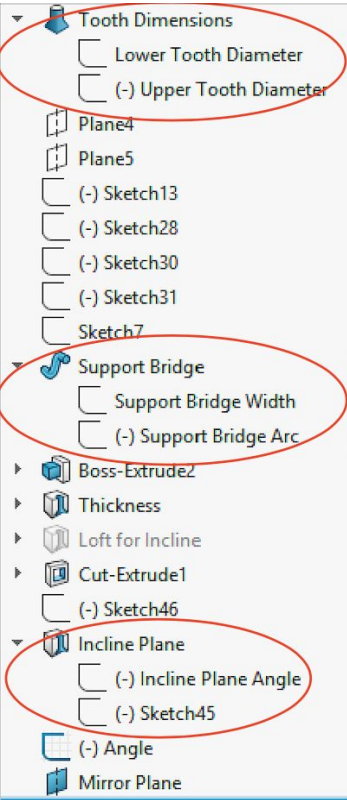 Tooth Dimensions
Lower Tooth Diameter
(-) Upper Tooth Diameter
Plane4
Plane5
(-) Sketch13
(-) Sketch28
(-) Sketch30
(-) Sketch31
Sketch7
Support Bridge
Support Bridge Width
(-) Support Bridge Arc
Boss-Extrude2
Thickness
Loft for Incline
Cut-Extrude1
(-) Sketch46
Incline Plane
(-) Incline Plane Angle
(-) Sketch45
(-) Angle
Mirror Plane